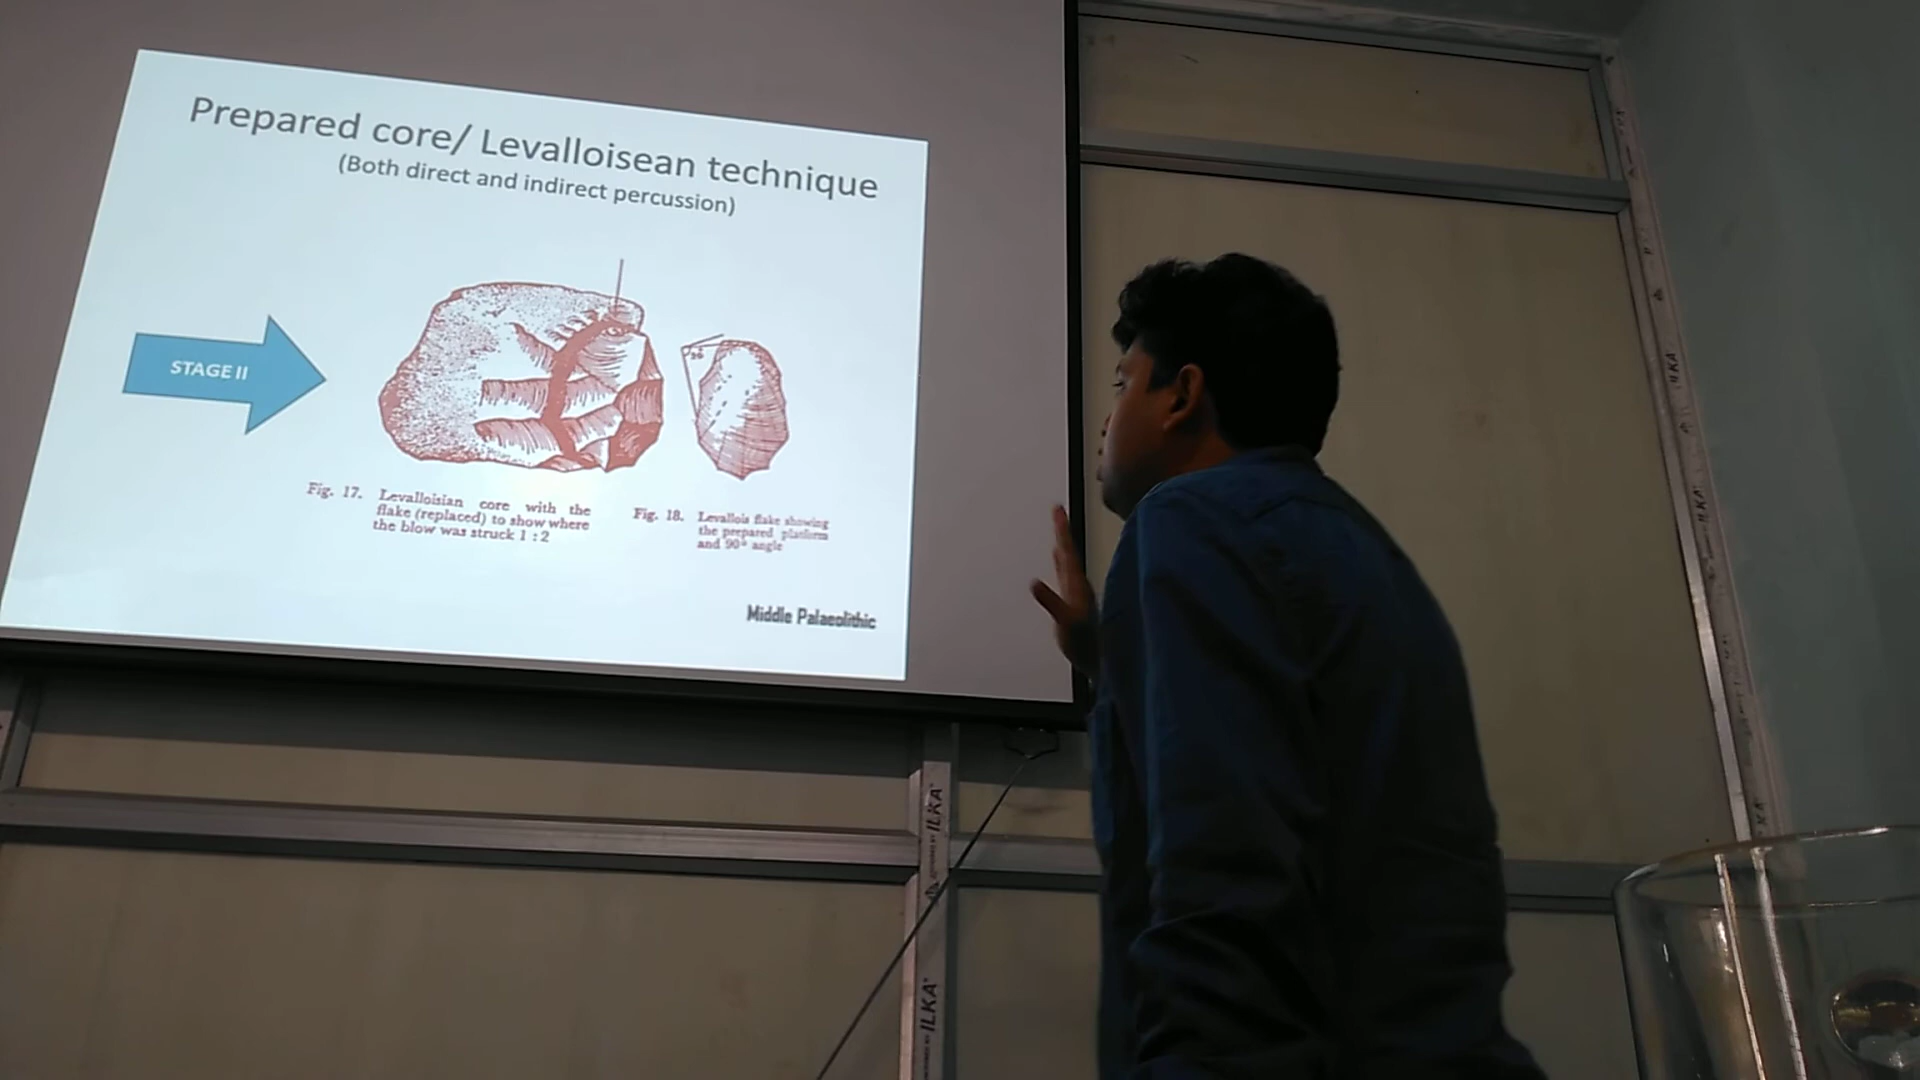 Prepared core/ Levalloisean technique
(Both direct and indirect percussion)
STAGE II
Fig. 17. Levalloisian core with the
flake (replaced) to show where
the blow was struck 1 : 2
Fig. 18. Levallois flake showing
the prepared platform
and 90° angle
Middle Palaeolithic
ILKA
ILKA